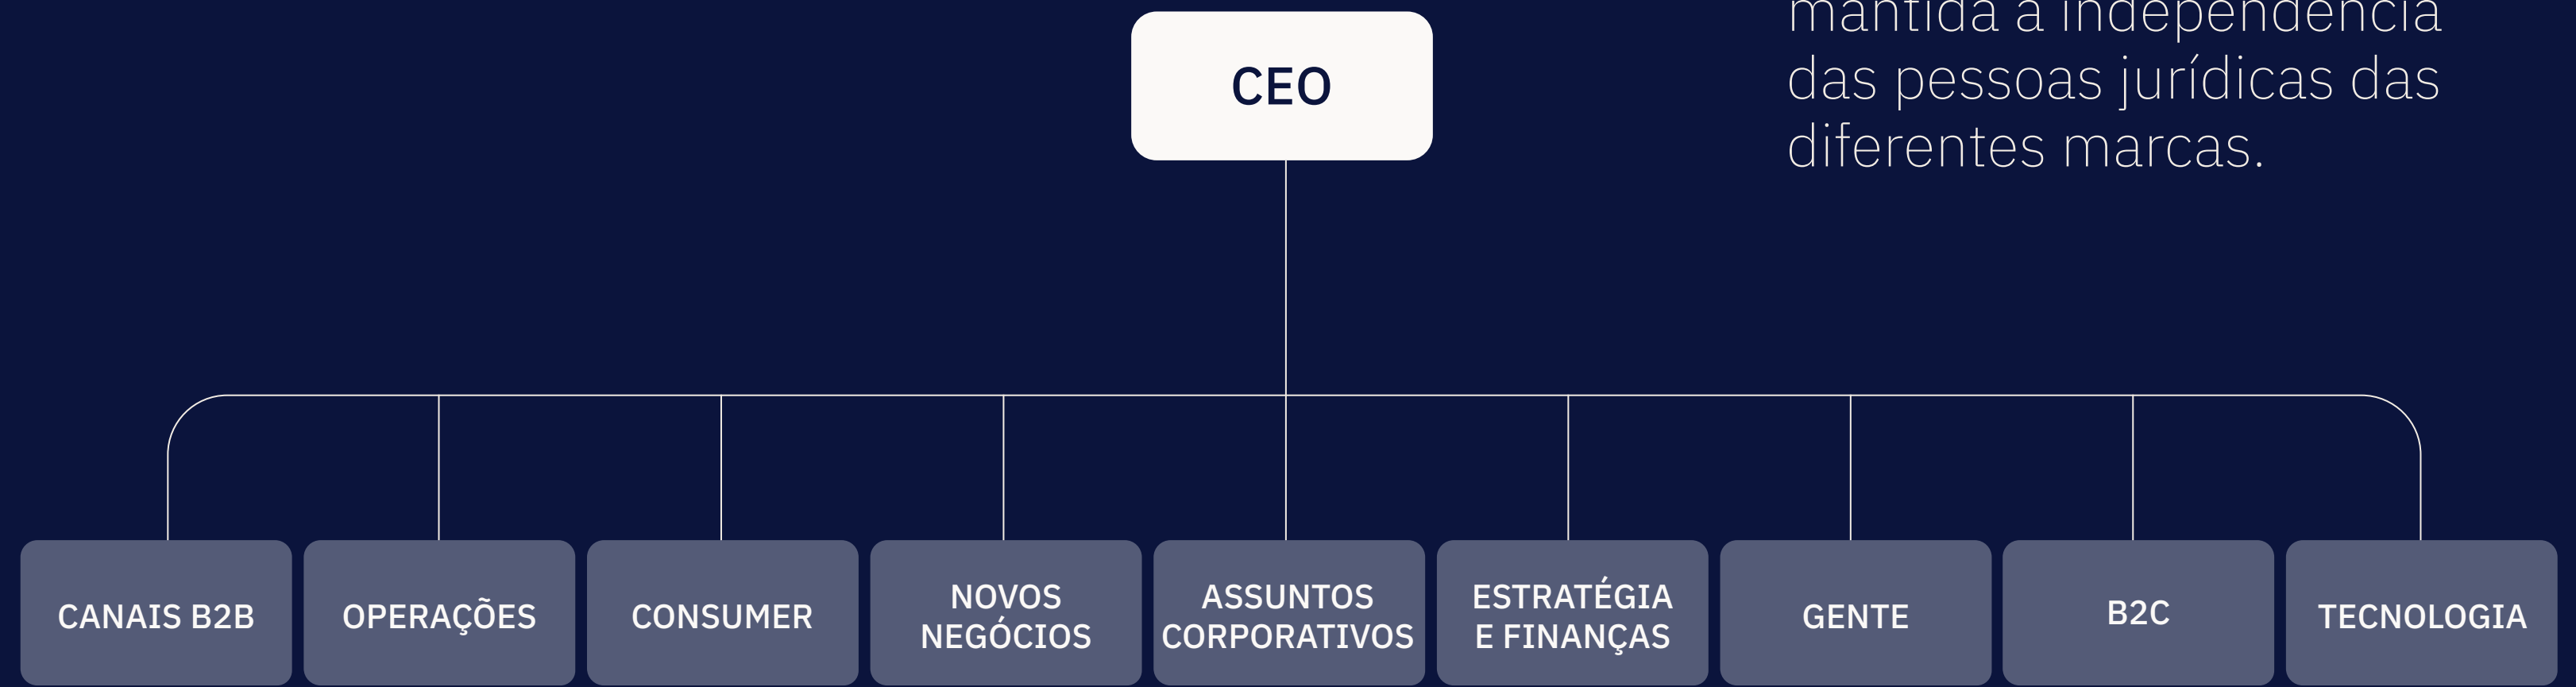 mantida a independência
das pessoas jurídicas das
diferentes marcas.
CEO
CANAIS B2B
OPERAÇÕES
CONSUMER
NOVOS
NEGÓCIOS
ASSUNTOS
CORPORATIVOS
ESTRATÉGIA
E FINANÇAS
GENTE
B2C
TECNOLOGIA